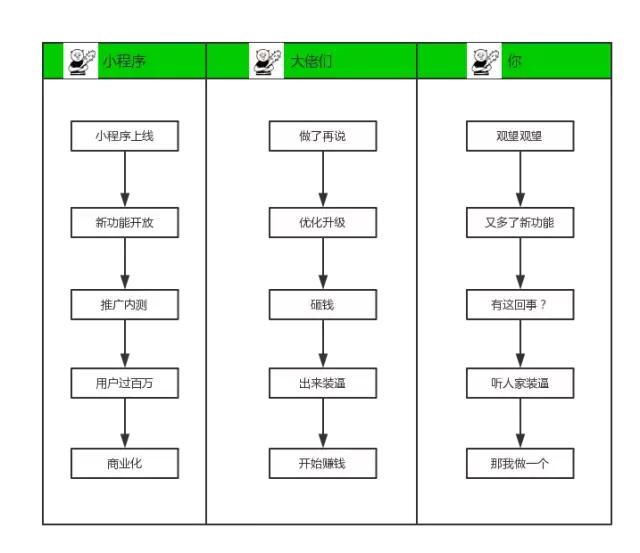 小程序
大佬们
你
小程序上线
做了再说
观望观望
新功能开放
优化升级
又多了新功能
推广内测
砸钱
有这回事？
用户过百万
出来装逼
听人家装逼
商业化
开始赚钱
那我做一个